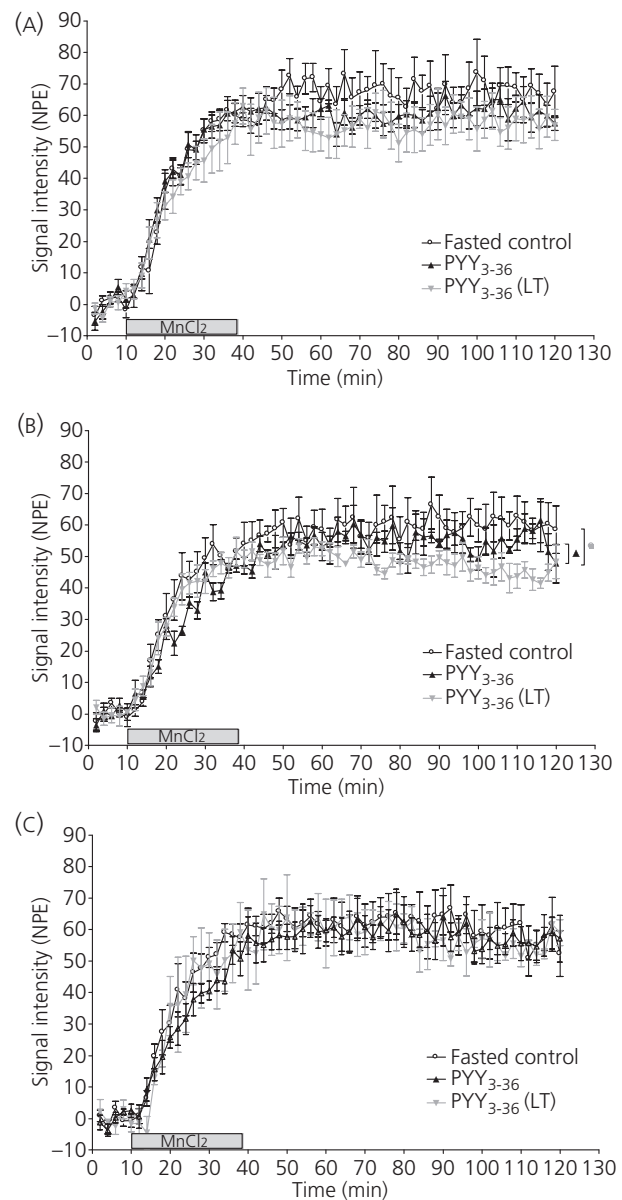 (A)
90
80
70
60
50
40
30
20
10
0
−10
Signal intensity (NPE)
Fasted control
PYY3-36
PYY3-36 (LT)
MnCl2
0 10 20 30 40 50 60 70 80 90 100 110 120 130
Time (min)
(B)
90
80
70
60
50
40
30
20
10
0
−10
Signal intensity (NPE)
Fasted control
PYY3-36
PYY3-36 (LT)
MnCl2
0 10 20 30 40 50 60 70 80 90 100 110 120 130
Time (min)
(C)
90
80
70
60
50
40
30
20
10
0
−10
Signal intensity (NPE)
Fasted control
PYY3-36
PYY3-36 (LT)
MnCl2
0 10 20 30 40 50 60 70 80 90 100 110 120 130
Time (min)